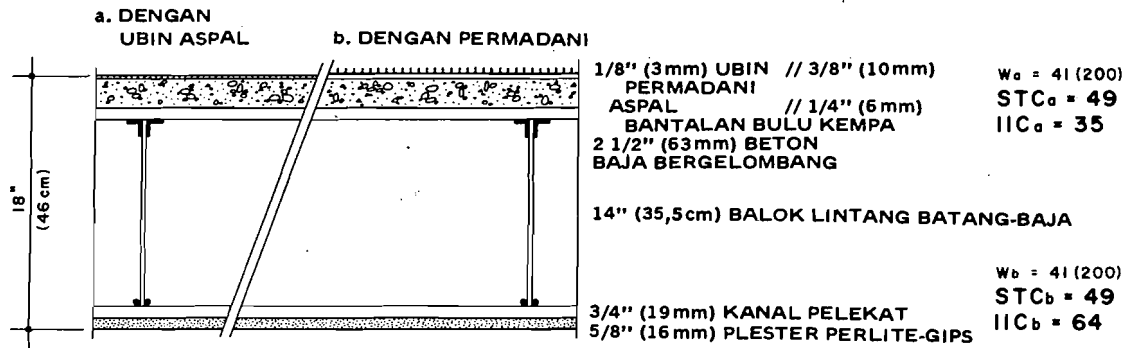 a. DENGAN
UBIN ASPAL
b. DENGAN PERMADANI
1/8" (3mm) UBIN // 3/8" (10mm)
PERMADANI
ASPAL // 1/4" (6mm)
BANTALAN BULU KEMPA
2 1/2" (63mm) BETON
BAJA BERGELOMBANG
Wa = 41 (200)
STCa = 49
IICa = 35
18"
(46cm)
14" (35,5cm) BALOK LINTANG BATANG-BAJA
Wb = 41 (200)
STCb = 49
IICb = 64
3/4" (19mm) KANAL PELEKAT
5/8" (16mm) PLESTER PERLITE-GIPS